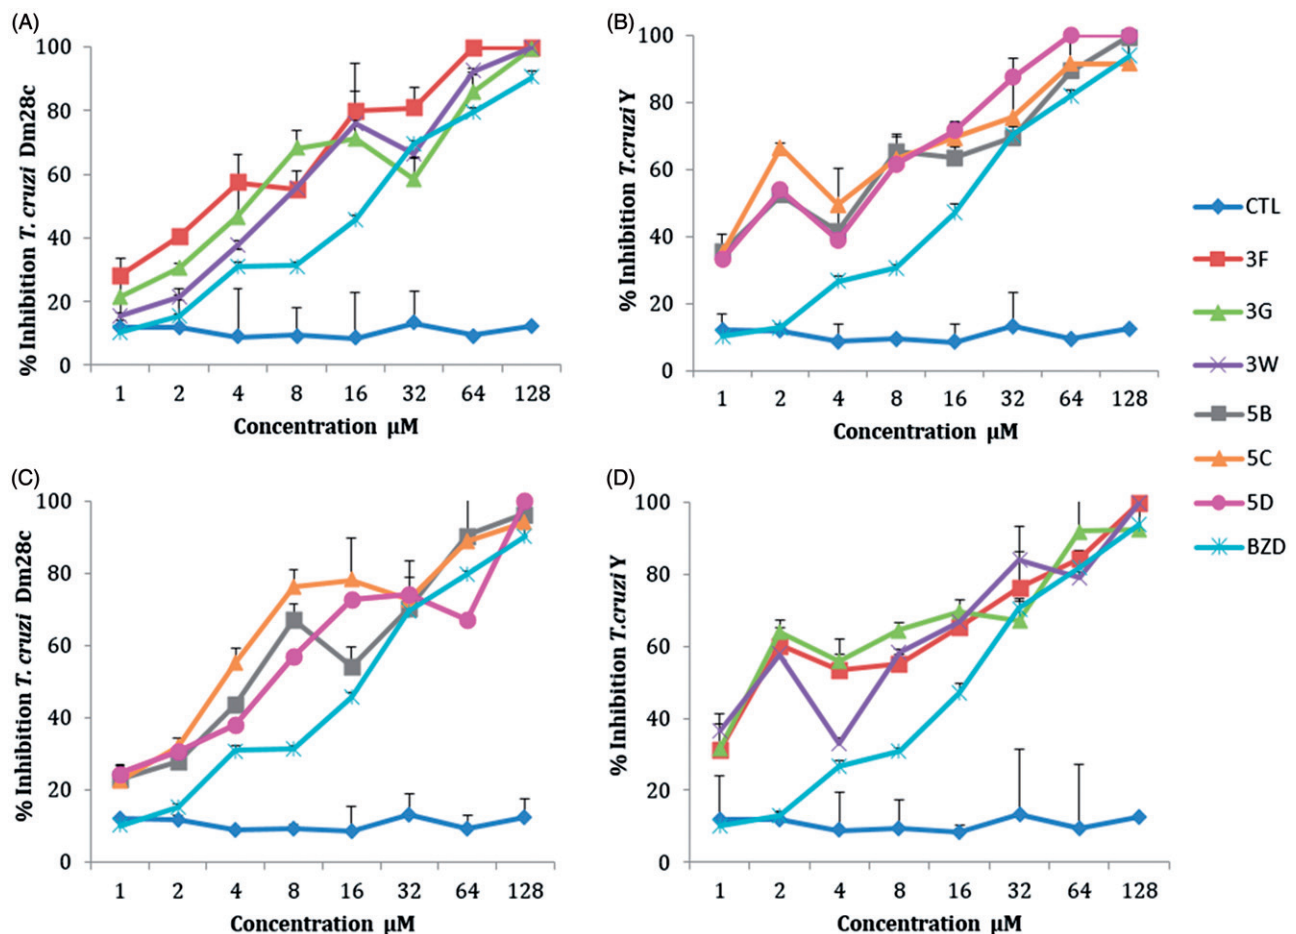 (A)
% Inhibition T. cruzi Dm28c
100
80
60
40
20
0
1 2 4 8 16 32 64 128
Concentration µM
(B)
% Inhibition T.cruzi Y
100
80
60
40
20
0
1 2 4 8 16 32 64 128
Concentration µM
(C)
% Inhibition T. cruzi Dm28c
100
80
60
40
20
0
1 2 4 8 16 32 64 128
Concentration µM
(D)
% Inhibition T.cruzi Y
100
80
60
40
20
0
1 2 4 8 16 32 64 128
Concentration µM
CTL
3F
3G
3W
5B
5C
5D
BZD